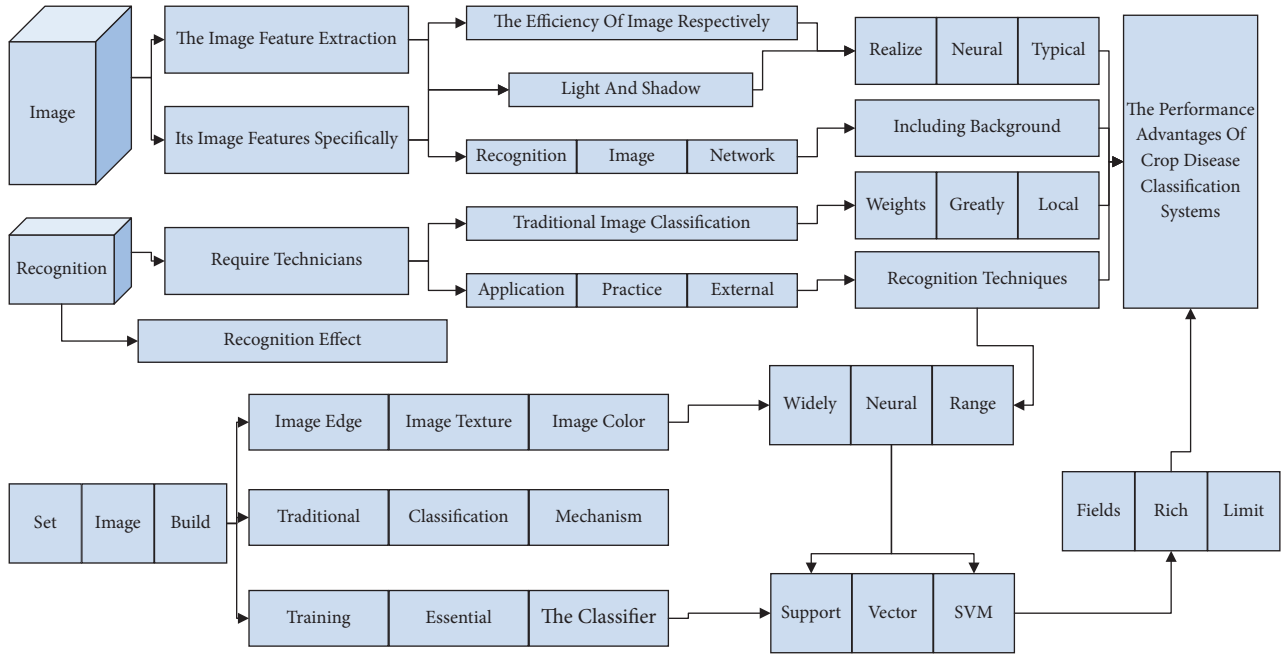 Image
The Image Feature Extraction
Its Image Features Specifically
The Efficiency Of Image Respectively
Light And Shadow
Recognition Image Network
Realize Neural Typical
Including Background
The Performance
Advantages Of
Crop Disease
Classification
Systems
Recognition
Require Technicians
Recognition Effect
Traditional Image Classification
Application Practice External
Weights Greatly Local
Recognition Techniques
Set Image Build
Image Edge Image Texture Image Color
Traditional Classification Mechanism
Training Essential The Classifier
Widely Neural Range
Support Vector SVM
Fields Rich Limit